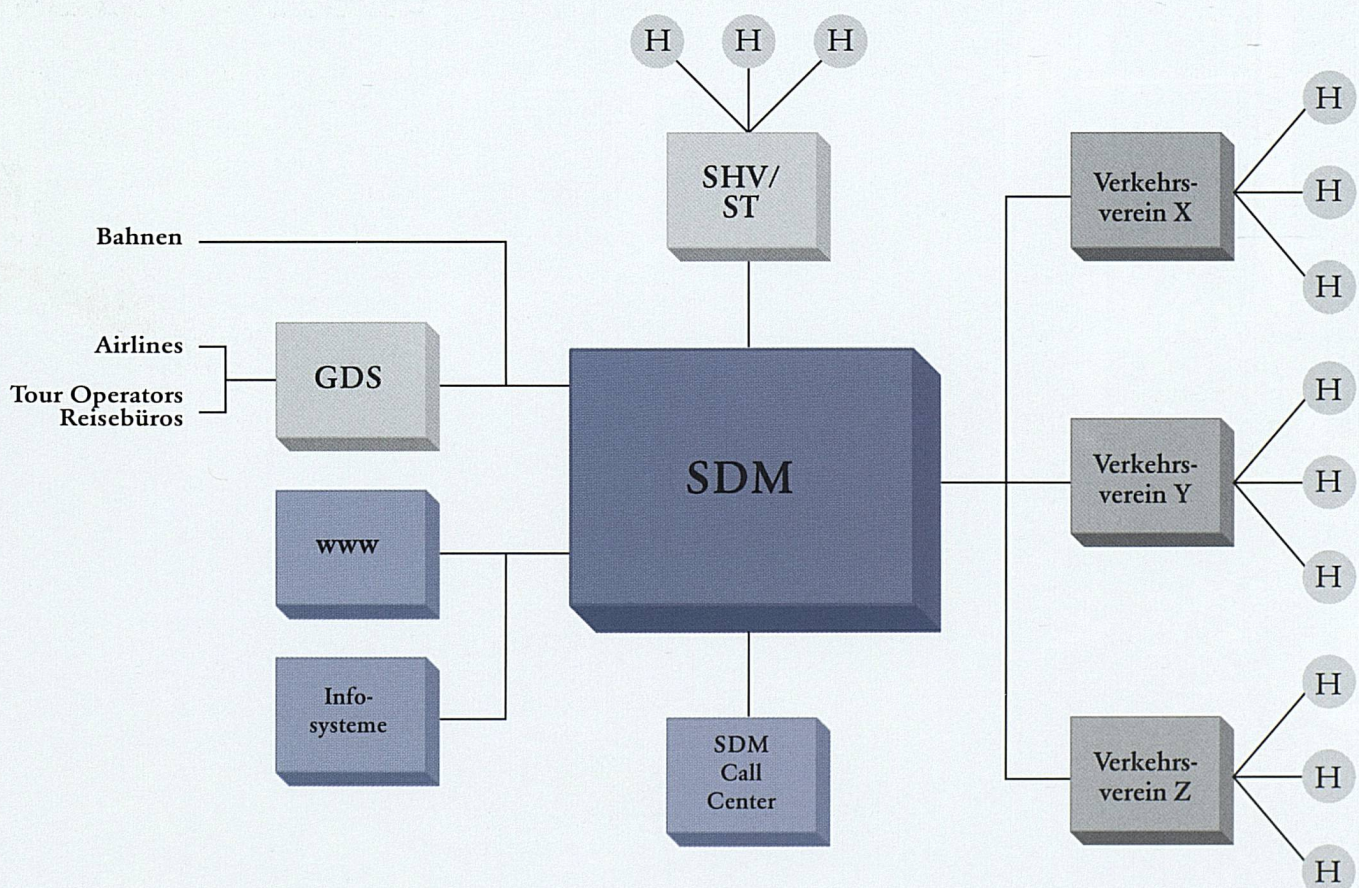 H H H
SHV/
ST
Bahnen
Airlines
Tour Operators
Reisebüros
GDS
www
Info-
systeme
SDM
SDM
Call
Center
Verkehrs-
verein X
H
H
H
Verkehrs-
verein Y
H
H
H
Verkehrs-
verein Z
H
H
H